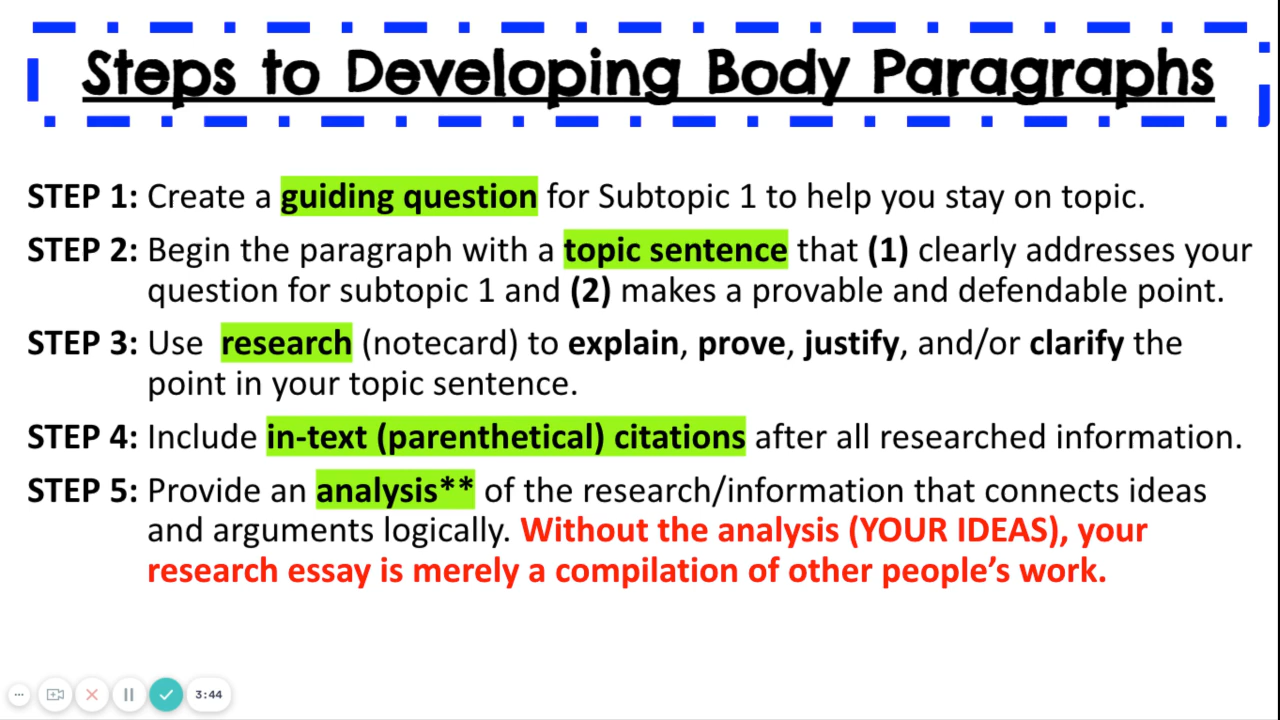 Steps to Developing Body Paragraphs
STEP 1: Create a guiding question for Subtopic 1 to help you stay on topic.
STEP 2: Begin the paragraph with a topic sentence that (1) clearly addresses your
question for subtopic 1 and (2) makes a provable and defendable point.
STEP 3: Use research (notecard) to explain, prove, justify, and/or clarify the
point in your topic sentence.
STEP 4: Include in-text (parenthetical) citations after all researched information.
STEP 5: Provide an analysis** of the research/information that connects ideas
and arguments logically. Without the analysis (YOUR IDEAS), your
research essay is merely a compilation of other people’s work.
3:44